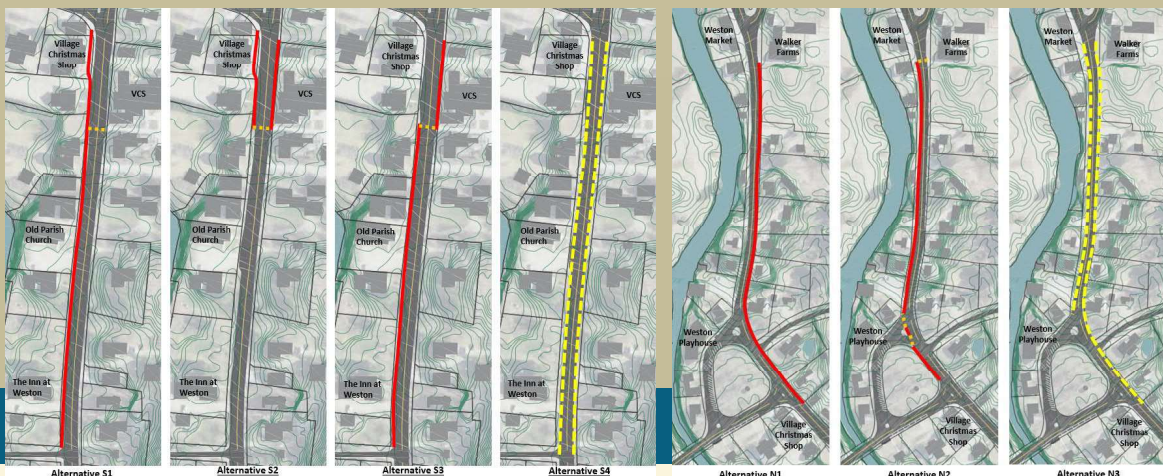 Village
Christmas
Shop
VCS
Old Parish
Church
The Inn at
Weston
Alternative S1
Village
Christmas
Shop
VCS
Old Parish
Church
The Inn at
Weston
Alternative S2
Village
Christmas
Shop
VCS
Old Parish
Church
The Inn at
Weston
Alternative S3
Village
Christmas
Shop
VCS
Old Parish
Church
The Inn at
Weston
Alternative S4
Weston
Market
Walker
Farms
Weston
Playhouse
Village
Christmas
Shop
Alternative N1
Weston
Market
Walker
Farms
Weston
Playhouse
Village
Christmas
Shop
Alternative N2
Weston
Market
Walker
Farms
Weston
Playhouse
Village
Christmas
Shop
Alternative N3